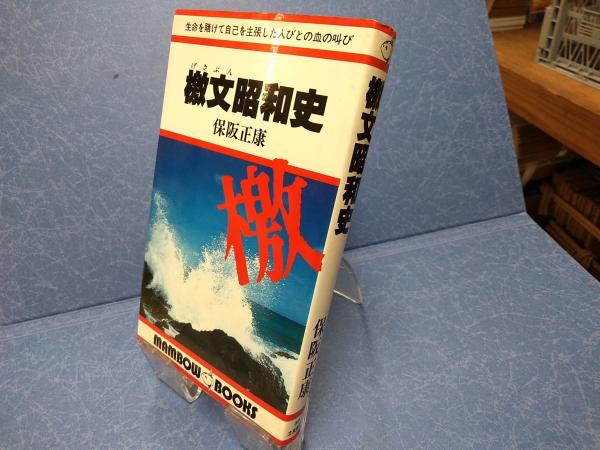 生命を賭けて自己を主張した人びとの血の叫び
げきぶん
檄文昭和史
保阪正康
檄
MAMBOW BOOKS
檄文昭和史
保阪正康